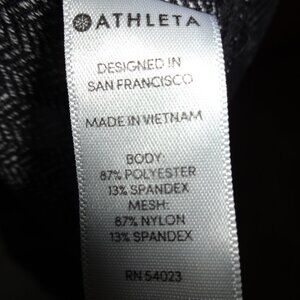 ATHLETA
DESIGNED IN
SAN FRANCISCO
MADE IN VIETNAM
BODY:
87% POLYESTER
13% SPANDEX
MESH:
87% NYLON
13% SPANDEX
RN 54023